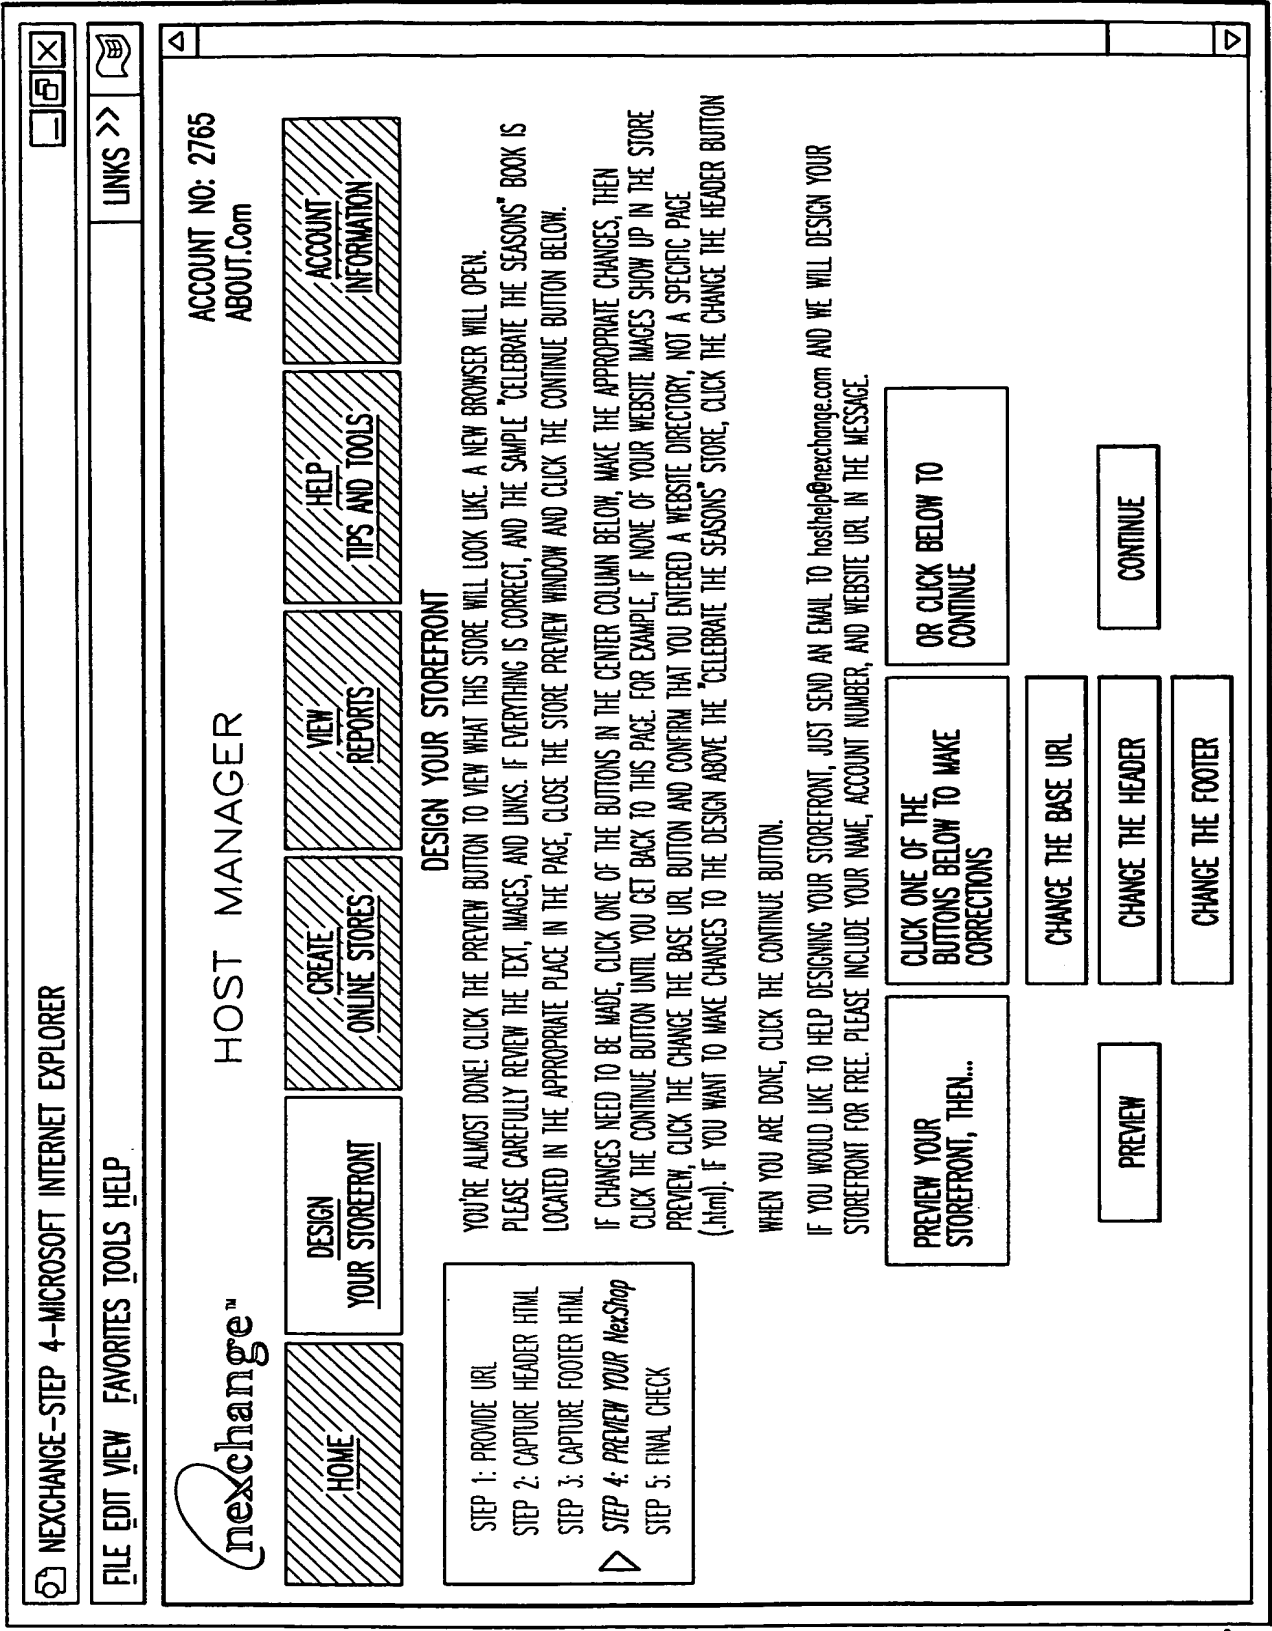 NEXCHANGE-STEP 4-MICROSOFT INTERNET EXPLORER
FILE EDIT VIEW FAVORITES TOOLS HELP
LINKS >>
nexchange™
HOST MANAGER
ACCOUNT NO: 2765
ABOUT.Com
HOME
DESIGN
YOUR STOREFRONT
CREATE
ONLINE STORES
VIEW
REPORTS
HELP
TIPS AND TOOLS
ACCOUNT
INFORMATION
STEP 1: PROVIDE URL
STEP 2: CAPTURE HEADER HTML
STEP 3: CAPTURE FOOTER HTML
STEP 4: PREVIEW YOUR NexShop
STEP 5: FINAL CHECK
DESIGN YOUR STOREFRONT
YOU'RE ALMOST DONE! CLICK THE PREVIEW BUTTON TO VIEW WHAT THIS STORE WILL LOOK LIKE. A NEW BROWSER WILL OPEN.
PLEASE CAREFULLY REVIEW THE TEXT, IMAGES, AND LINKS. IF EVERYTHING IS CORRECT, AND THE SAMPLE "CELEBRATE THE SEASONS" BOOK IS
LOCATED IN THE APPROPRIATE PLACE IN THE PAGE, CLOSE THE STORE PREVIEW WINDOW AND CLICK THE CONTINUE BUTTON BELOW.
IF CHANGES NEED TO BE MADE, CLICK ONE OF THE BUTTONS IN THE CENTER COLUMN BELOW, MAKE THE APPROPRIATE CHANGES, THEN
CLICK THE CONTINUE BUTTON UNTIL YOU GET BACK TO THIS PAGE. FOR EXAMPLE, IF NONE OF YOUR WEBSITE IMAGES SHOW UP IN THE STORE
PREVIEW, CLICK THE CHANGE THE BASE URL BUTTON AND CONFIRM THAT YOU ENTERED A WEBSITE DIRECTORY, NOT A SPECIFIC PAGE
(.html). IF YOU WANT TO MAKE CHANGES TO THE DESIGN ABOVE THE "CELEBRATE THE SEASONS" STORE, CLICK THE CHANGE THE HEADER BUTTON
WHEN YOU ARE DONE, CLICK THE CONTINUE BUTTON.
IF YOU WOULD LIKE TO HELP DESIGNING YOUR STOREFRONT, JUST SEND AN EMAIL TO hosthelp@nexchange.com AND WE WILL DESIGN YOUR
STOREFRONT FOR FREE. PLEASE INCLUDE YOUR NAME, ACCOUNT NUMBER, AND WEBSITE URL IN THE MESSAGE.
PREVIEW YOUR
STOREFRONT, THEN...
CLICK ONE OF THE
BUTTONS BELOW TO MAKE
CORRECTIONS
OR CLICK BELOW TO
CONTINUE
PREVIEW
CHANGE THE BASE URL
CHANGE THE HEADER
CHANGE THE FOOTER
CONTINUE